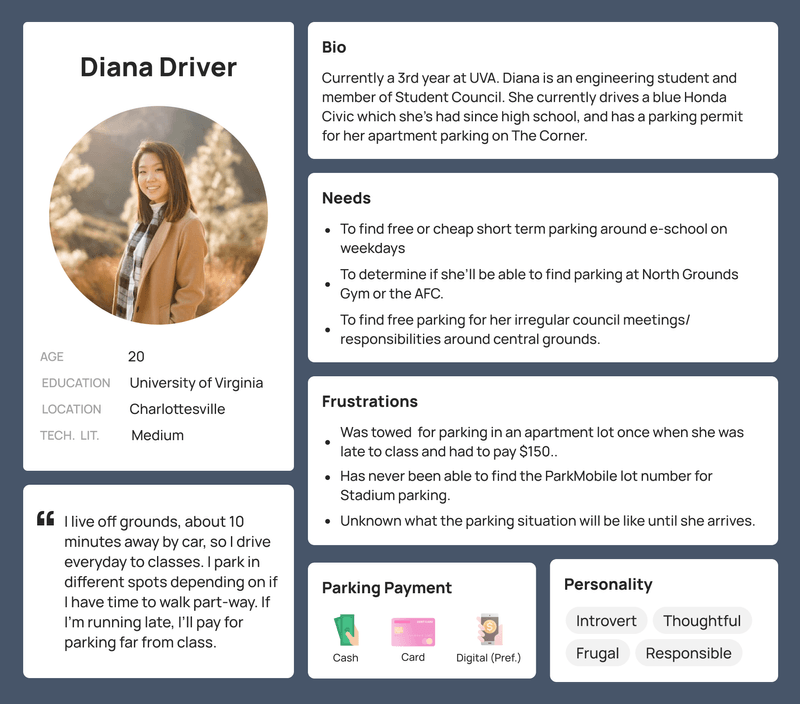 Diana Driver
AGE 20
EDUCATION University of Virginia
LOCATION Charlottesville
TECH. LIT. Medium
“ I live off grounds, about 10
minutes away by car, so I drive
everyday to classes. I park in
different spots depending on if
I have time to walk part-way. If
I'm running late, I'll pay for
parking far from class.
Bio
Currently a 3rd year at UVA. Diana is an engineering student and
member of Student Council. She currently drives a blue Honda
Civic which she's had since high school, and has a parking permit
for her apartment parking on The Corner.
Needs
• To find free or cheap short term parking around e-school on
weekdays
• To determine if she'll be able to find parking at North Grounds
Gym or the AFC.
• To find free parking for her irregular council meetings/
responsibilities around central grounds.
Frustrations
• Was towed for parking in an apartment lot once when she was
late to class and had to pay $150..
• Has never been able to find the ParkMobile lot number for
Stadium parking.
• Unknown what the parking situation will be like until she arrives.
Parking Payment
Cash Card Digital (Pref.)
Personality
Introvert Thoughtful
Frugal Responsible